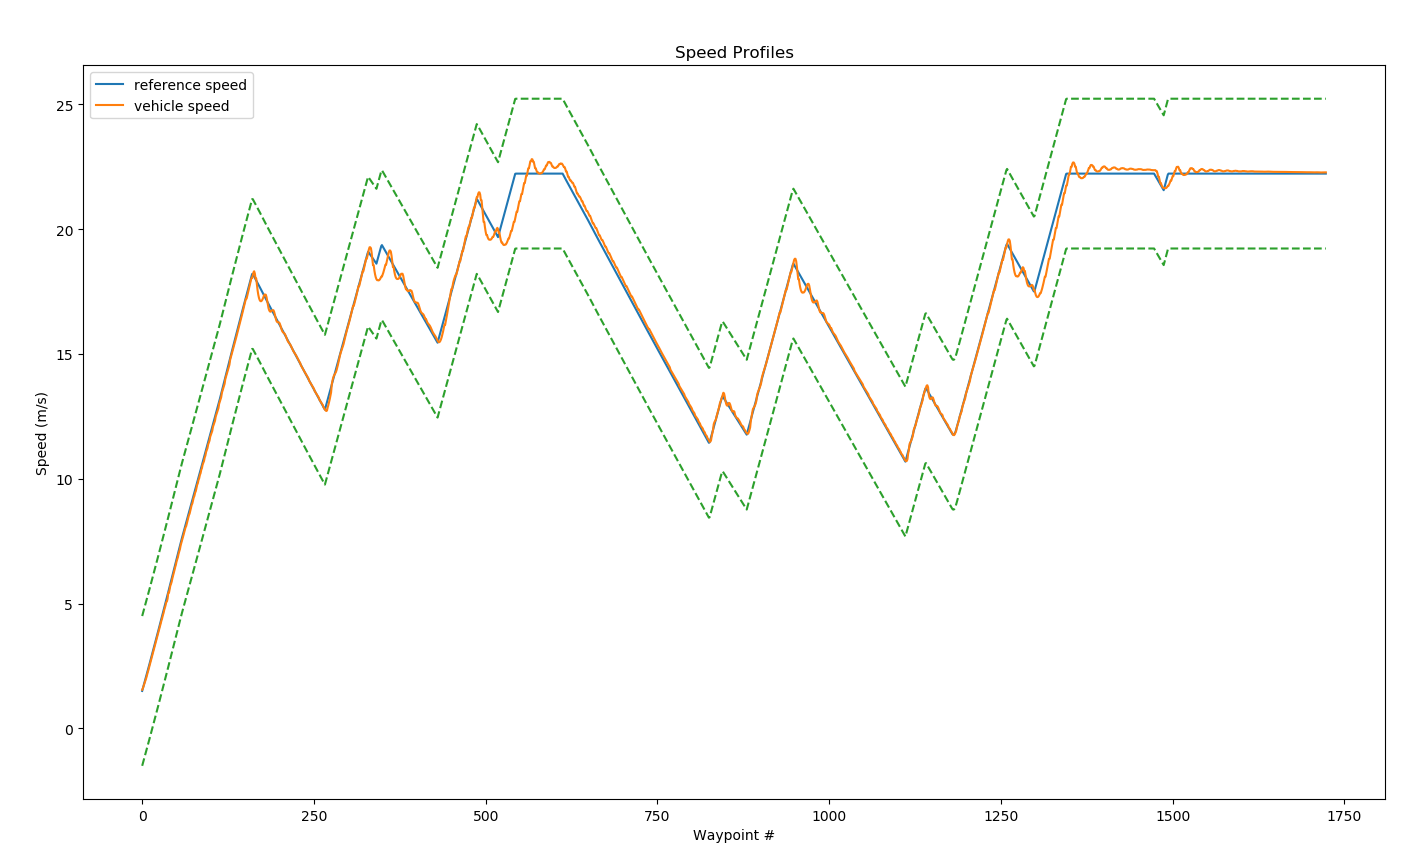 Speed Profiles
reference speed
vehicle speed
25
20
15
10
5
0
Speed (m/s)
0 250 500 750 1000 1250 1500 1750
Waypoint #